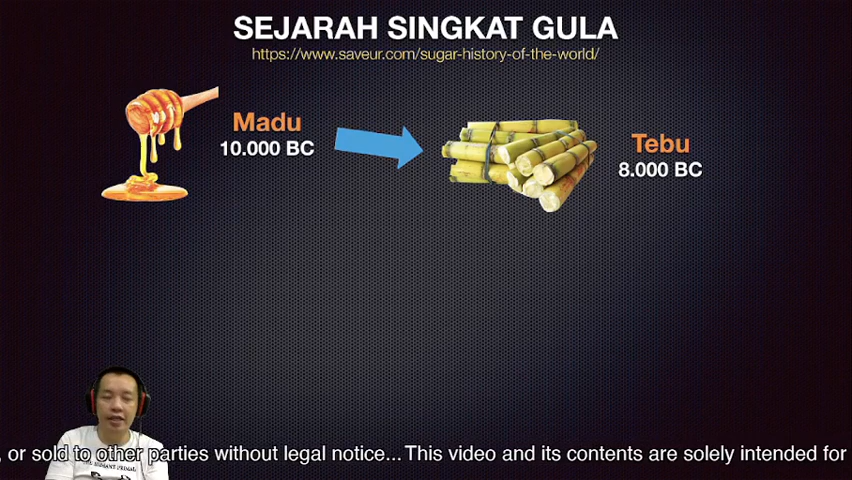 SEJARAH SINGKAT GULA
https://www.saveur.com/sugar-history-of-the-world/
Madu
10.000 BC
Tebu
8.000 BC
, or sold to other parties without legal notice... This video and its contents are solely intended for